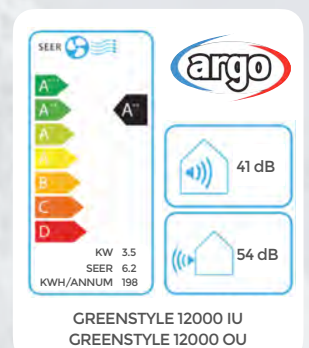 SEER
argo
A+++
A++
A+
A
B
C
D
A++
41 dB
54 dB
KW 3.5
SEER 6.2
KWH/ANNUM 198
GREENSTYLE 12000 IU
GREENSTYLE 12000 OU